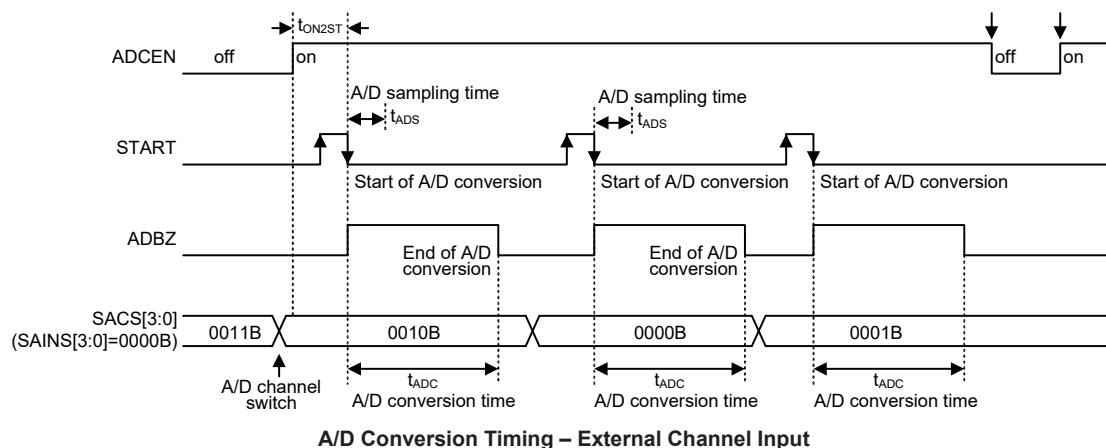 tON2ST
ADCEN
off
on
off
on
A/D sampling time
tADS
A/D sampling time
tADS
START
Start of A/D conversion
Start of A/D conversion
Start of A/D conversion
ADBZ
End of A/D
conversion
End of A/D
conversion
SACS[3:0]
(SAINS[3:0]=0000B)
0011B
0010B
0000B
0001B
A/D channel
switch
tADC
A/D conversion time
tADC
A/D conversion time
tADC
A/D conversion time
A/D Conversion Timing – External Channel Input